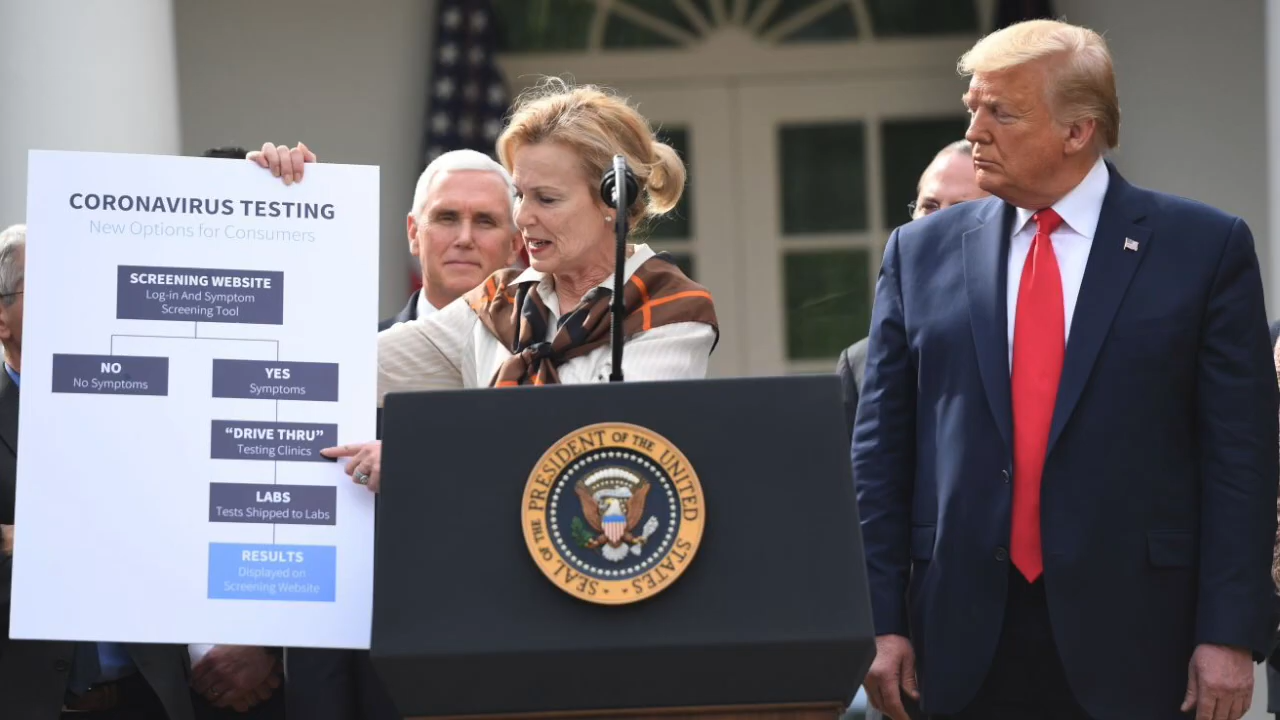 CORONAVIRUS TESTING
New Options for Consumers
SCREENING WEBSITE
Log-in And Symptom
Screening Tool
NO
No Symptoms
YES
Symptoms
“DRIVE THRU”
Testing Clinics
LABS
Tests Shipped to Labs
RESULTS
Displayed on
Screening Website
SEAL OF THE PRESIDENT OF THE UNITED STATES